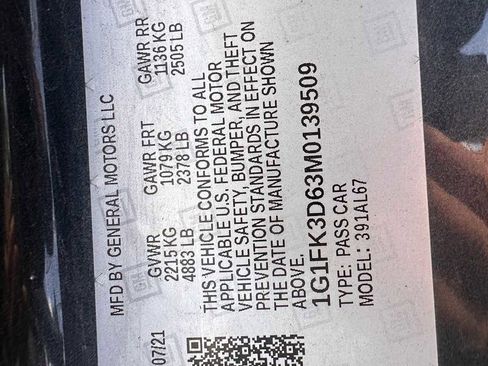 MFD BY GENERAL MOTORS LLC
07/21 GVWR GAWR FRT GAWR RR
2215KG 1079 KG 1136 KG
4883 LB 2378 LB 2505 LB
THIS VEHICLE CONFORMS TO ALL
APPLICABLE U.S. FEDERAL MOTOR
VEHICLE SAFETY, BUMPER, AND THEFT
PREVENTION STANDARDS IN EFFECT ON
THE DATE OF MANUFACTURE SHOWN
ABOVE.
1G1FK3D63M0139509
TYPE: PASS CAR
MODEL: 391AL67